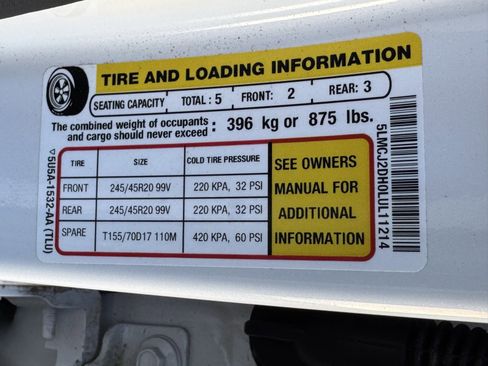 TIRE AND LOADING INFORMATION
SEATING CAPACITY TOTAL : 5 FRONT: 2 REAR: 3
The combined weight of occupants and cargo should never exceed : 396 kg or 875 lbs.
TIRE SIZE COLD TIRE PRESSURE
FRONT 245/45R20 99V 220 KPA, 32 PSI
REAR 245/45R20 99V 220 KPA, 32 PSI
SPARE T155/70D17 110M 420 KPA, 60 PSI
SEE OWNERS
MANUAL FOR
ADDITIONAL
INFORMATION
▽5U5A-1532-AA (TLU)
5LMCJ2DH0LUL11214